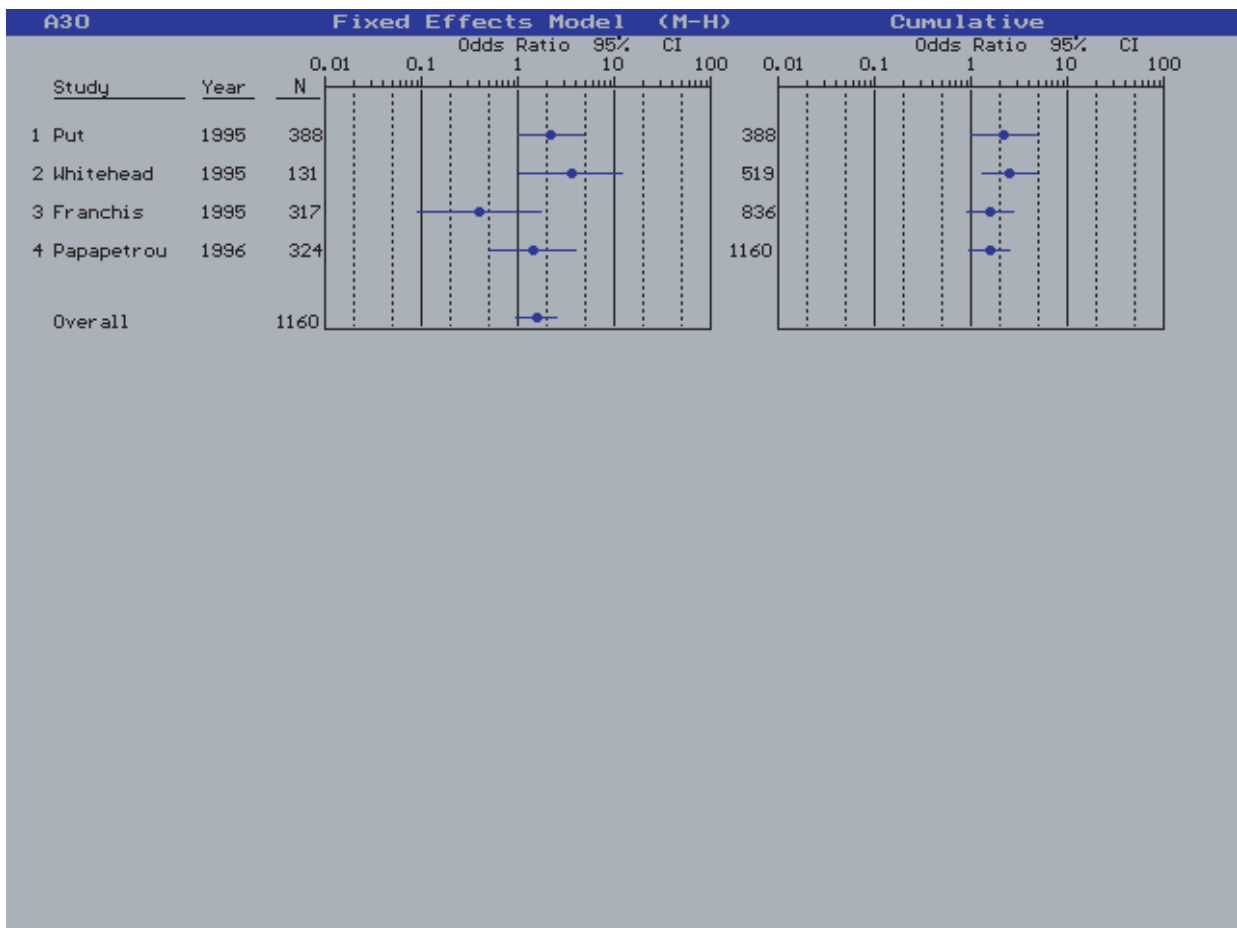 A30 Fixed Effects Model (M-H) Cumulative
Odds Ratio 95% CI Odds Ratio 95% CI
0.01 0.1 1 10 100 0.01 0.1 1 10 100
Study Year N
1 Put 1995 388 388
2 Whitehead 1995 131 519
3 Franchis 1995 317 836
4 Papapetrou 1996 324 1160
Overall 1160